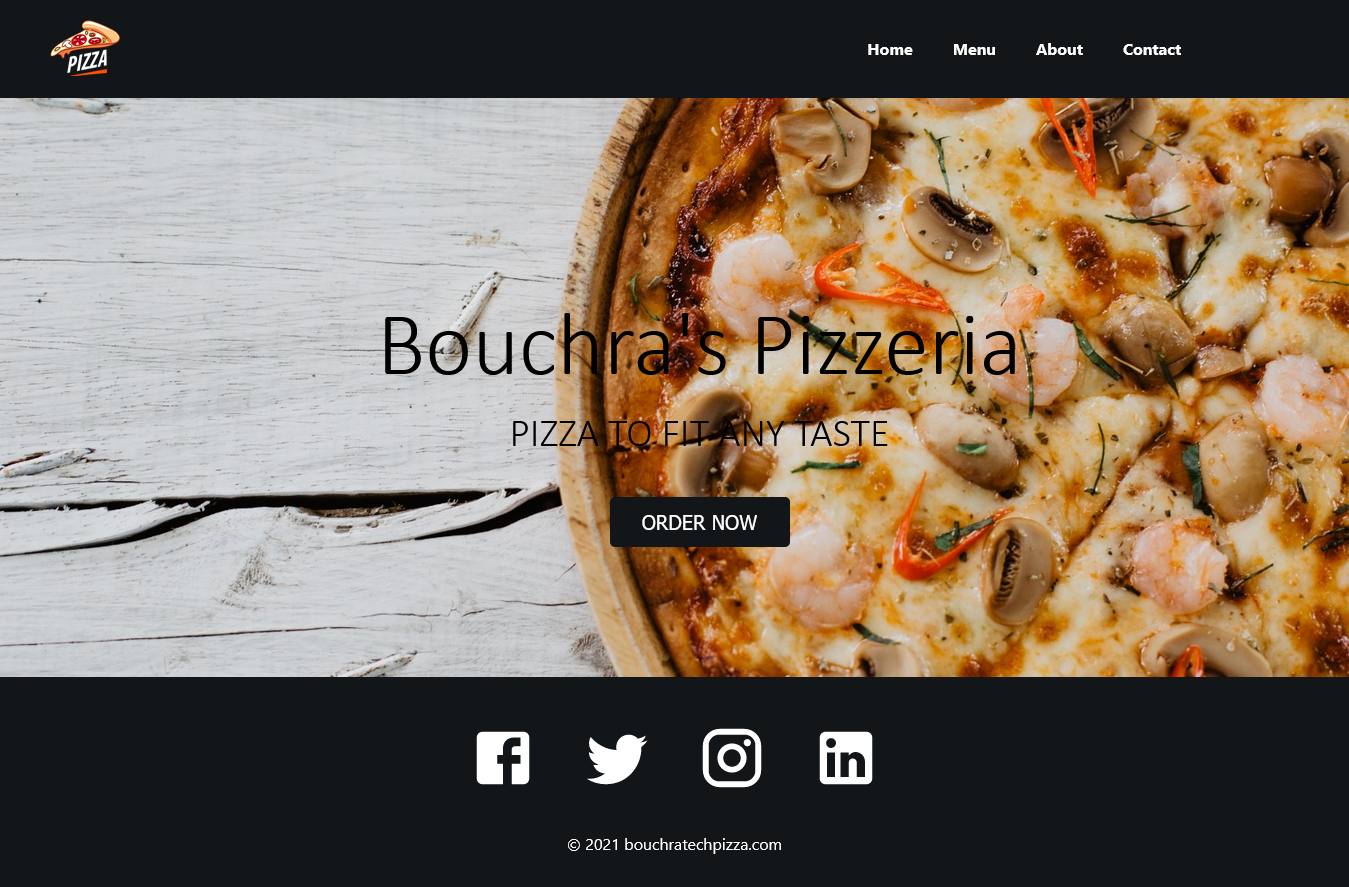 PIZZA
Home Menu About Contact
Bouchra's Pizzeria
PIZZA TO FIT ANY TASTE
ORDER NOW
© 2021 bouchratechpizza.com